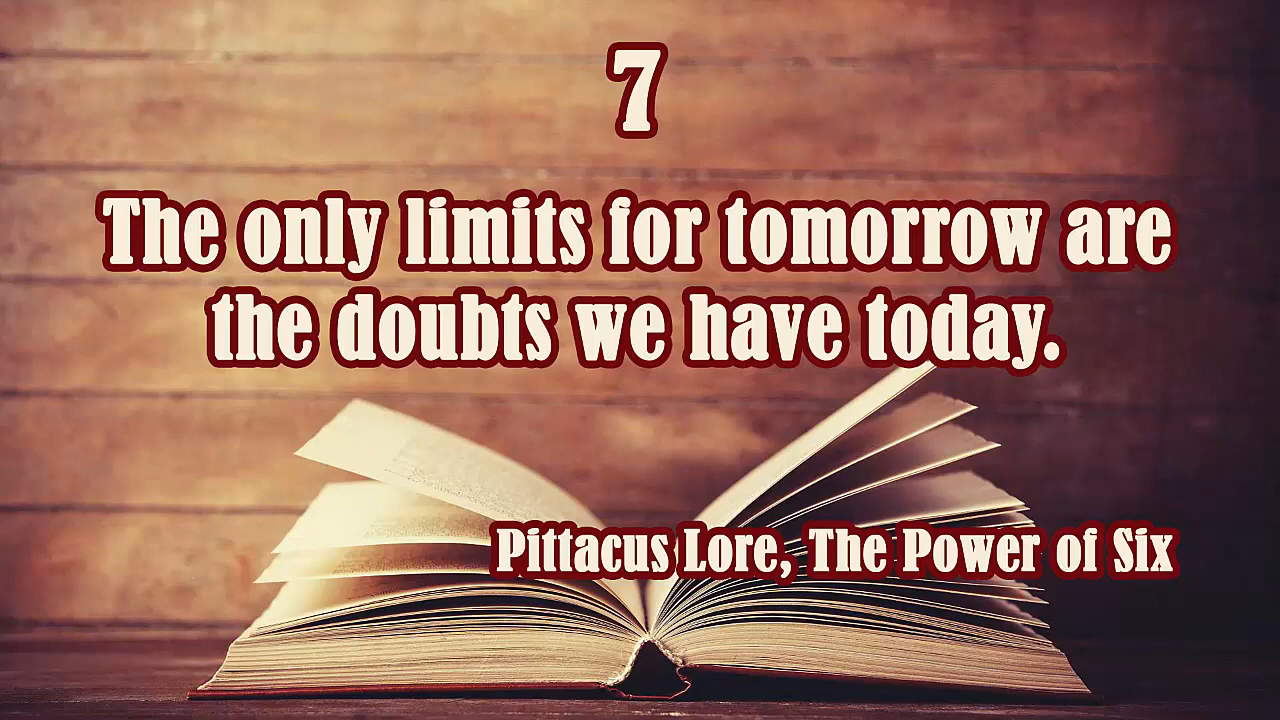 7
The only limits for tomorrow are
the doubts we have today.
Pittacus Lore, The Power of Six